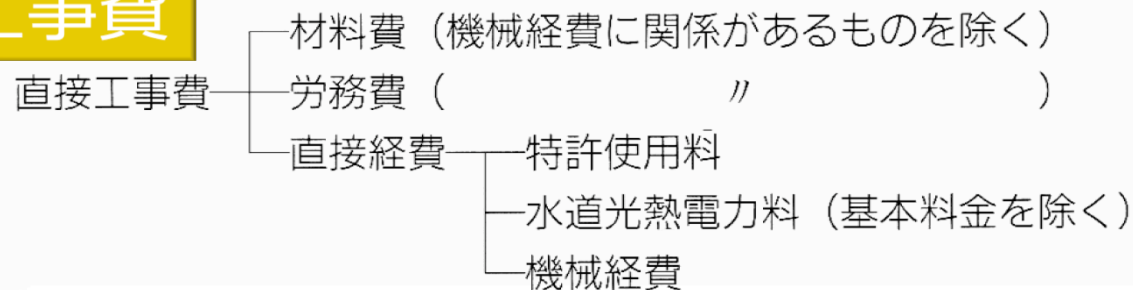 工事費
材料費（機械経費に関係があるものを除く）
直接工事費
労務費（　〃　）
直接経費
特許使用料
水道光熱電力料（基本料金を除く）
機械経費